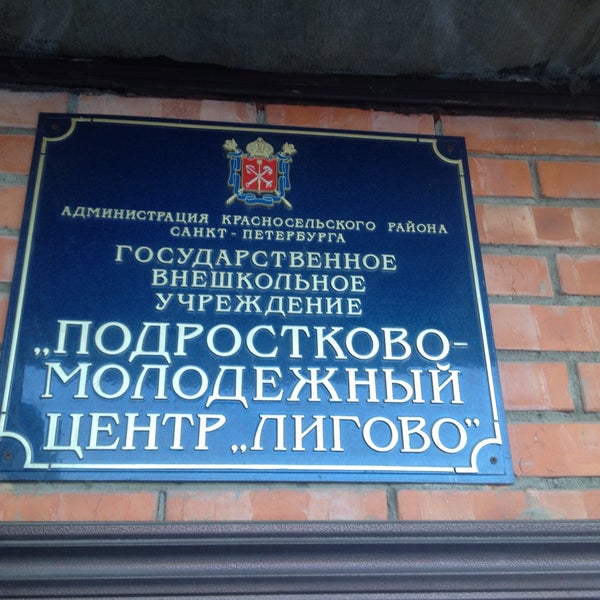 АДМИНИСТРАЦИЯ КРАСНОСЕЛЬСКОГО РАЙОНА
САНКТ-ПЕТЕРБУРГА
ГОСУДАРСТВЕННОЕ
ВНЕШКОЛЬНОЕ
УЧРЕЖДЕНИЕ
„ПОДРОСТКОВО-
МОЛОДЕЖНЫЙ
ЦЕНТР „ЛИГОВО"